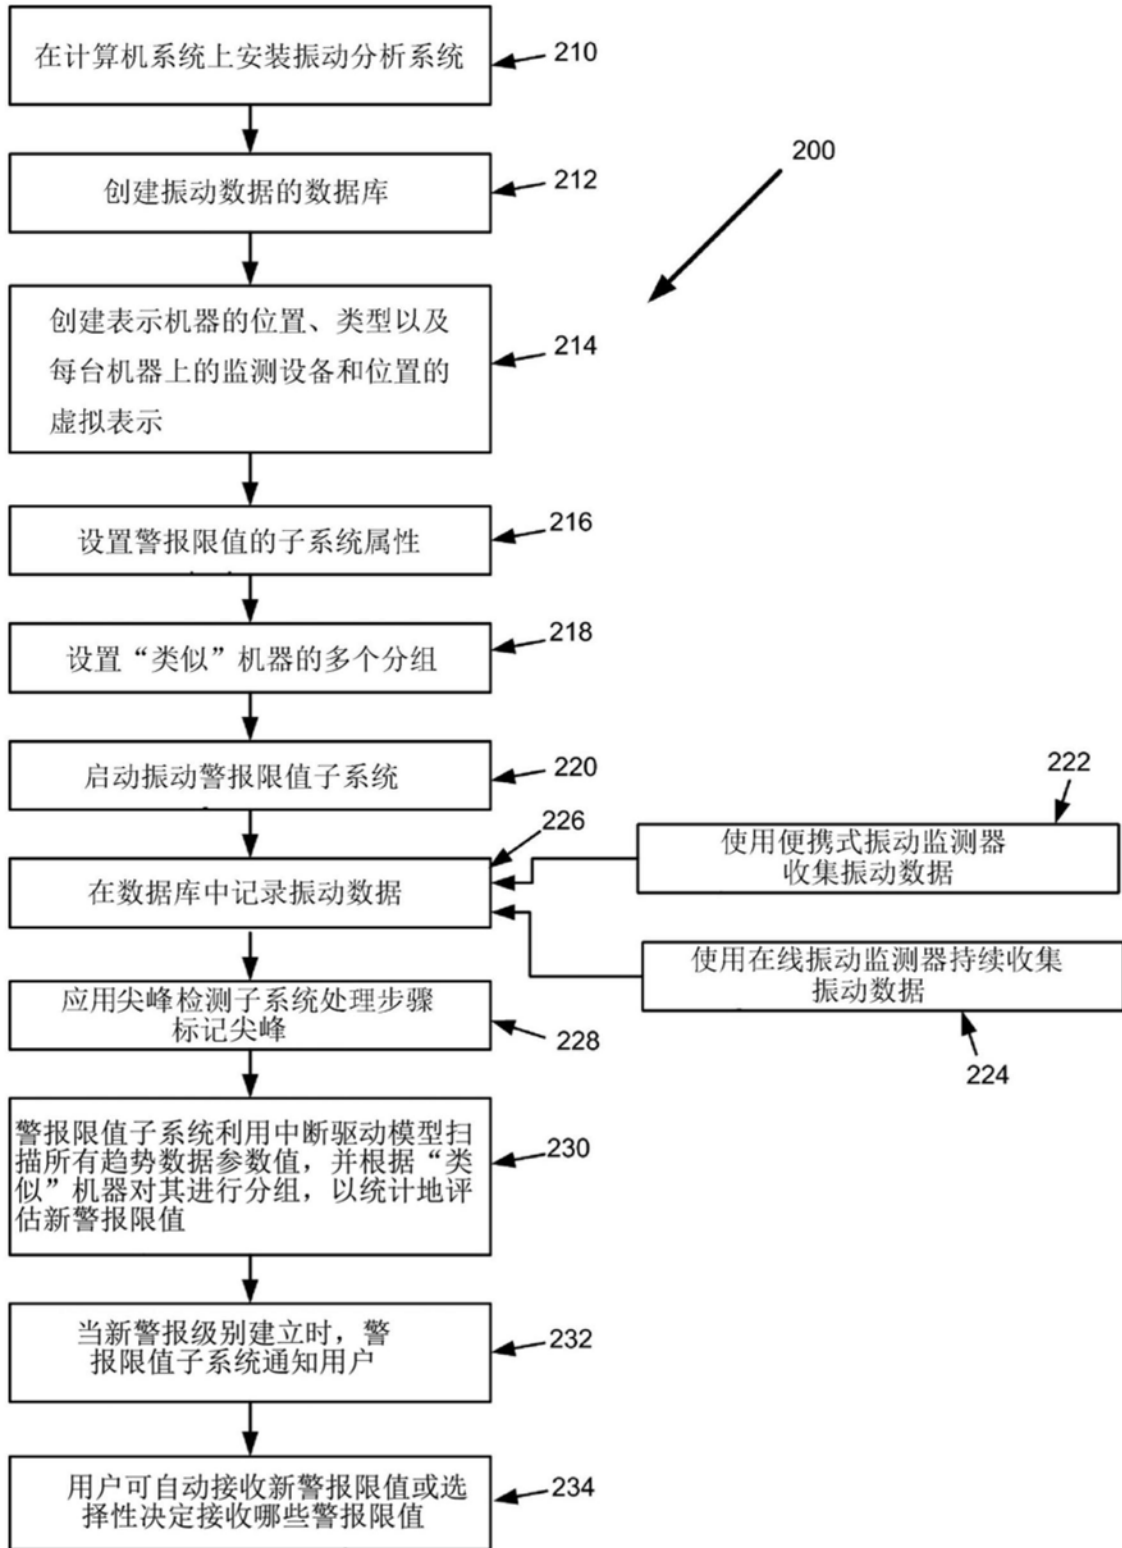 在计算机系统上安装振动分析系统
210
200
创建振动数据的数据库
212
创建表示机器的位置、类型以及
每台机器上的监测设备和位置的
虚拟表示
214
设置警报限值的子系统属性
216
设置“类似”机器的多个分组
218
启动振动警报限值子系统
220
222
使用便携式振动监测器
收集振动数据
226
在数据库中记录振动数据
使用在线振动监测器持续收集
振动数据
224
应用尖峰检测子系统处理步骤
标记尖峰
228
警报限值子系统利用中断驱动模型扫
描所有趋势数据参数值，并根据“类
似”机器对其进行分组，以统计地评
估新警报限值
230
当新警报级别建立时，警
报限值子系统通知用户
232
用户可自动接收新警报限值或选
择性决定接收哪些警报限值
234